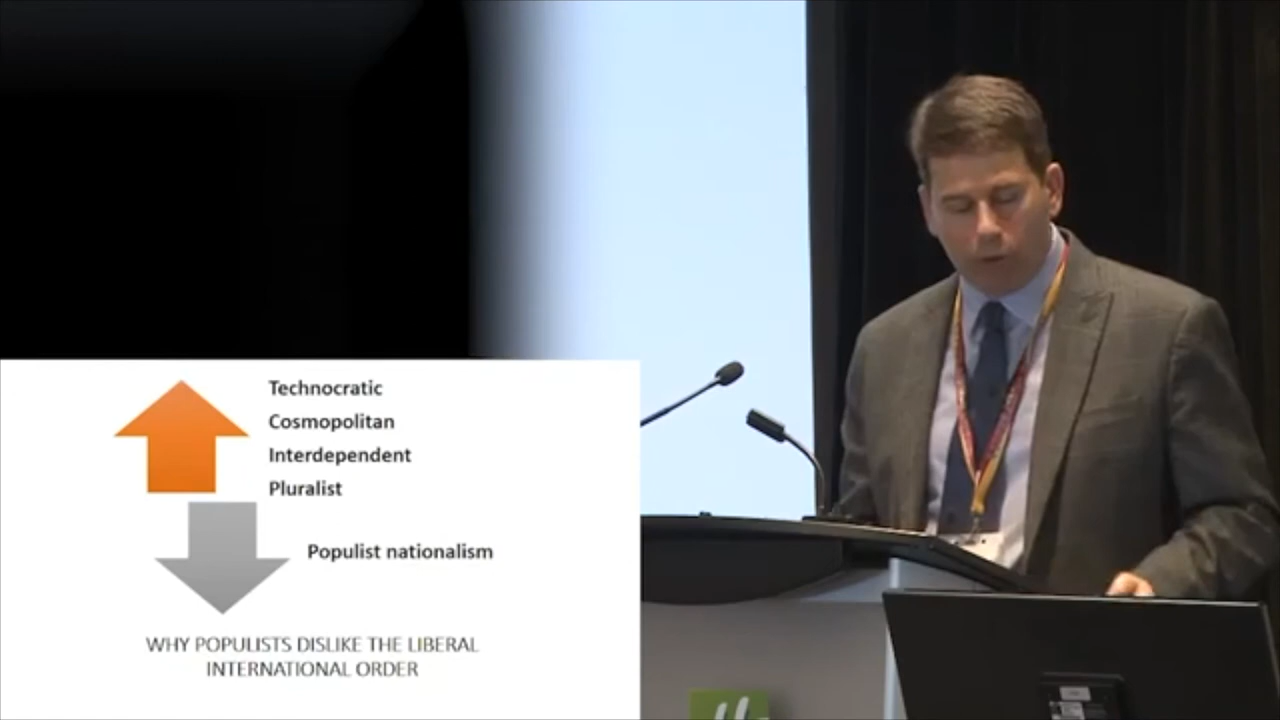 Technocratic
Cosmopolitan
Interdependent
Pluralist
Populist nationalism
WHY POPULISTS DISLIKE THE LIBERAL
INTERNATIONAL ORDER